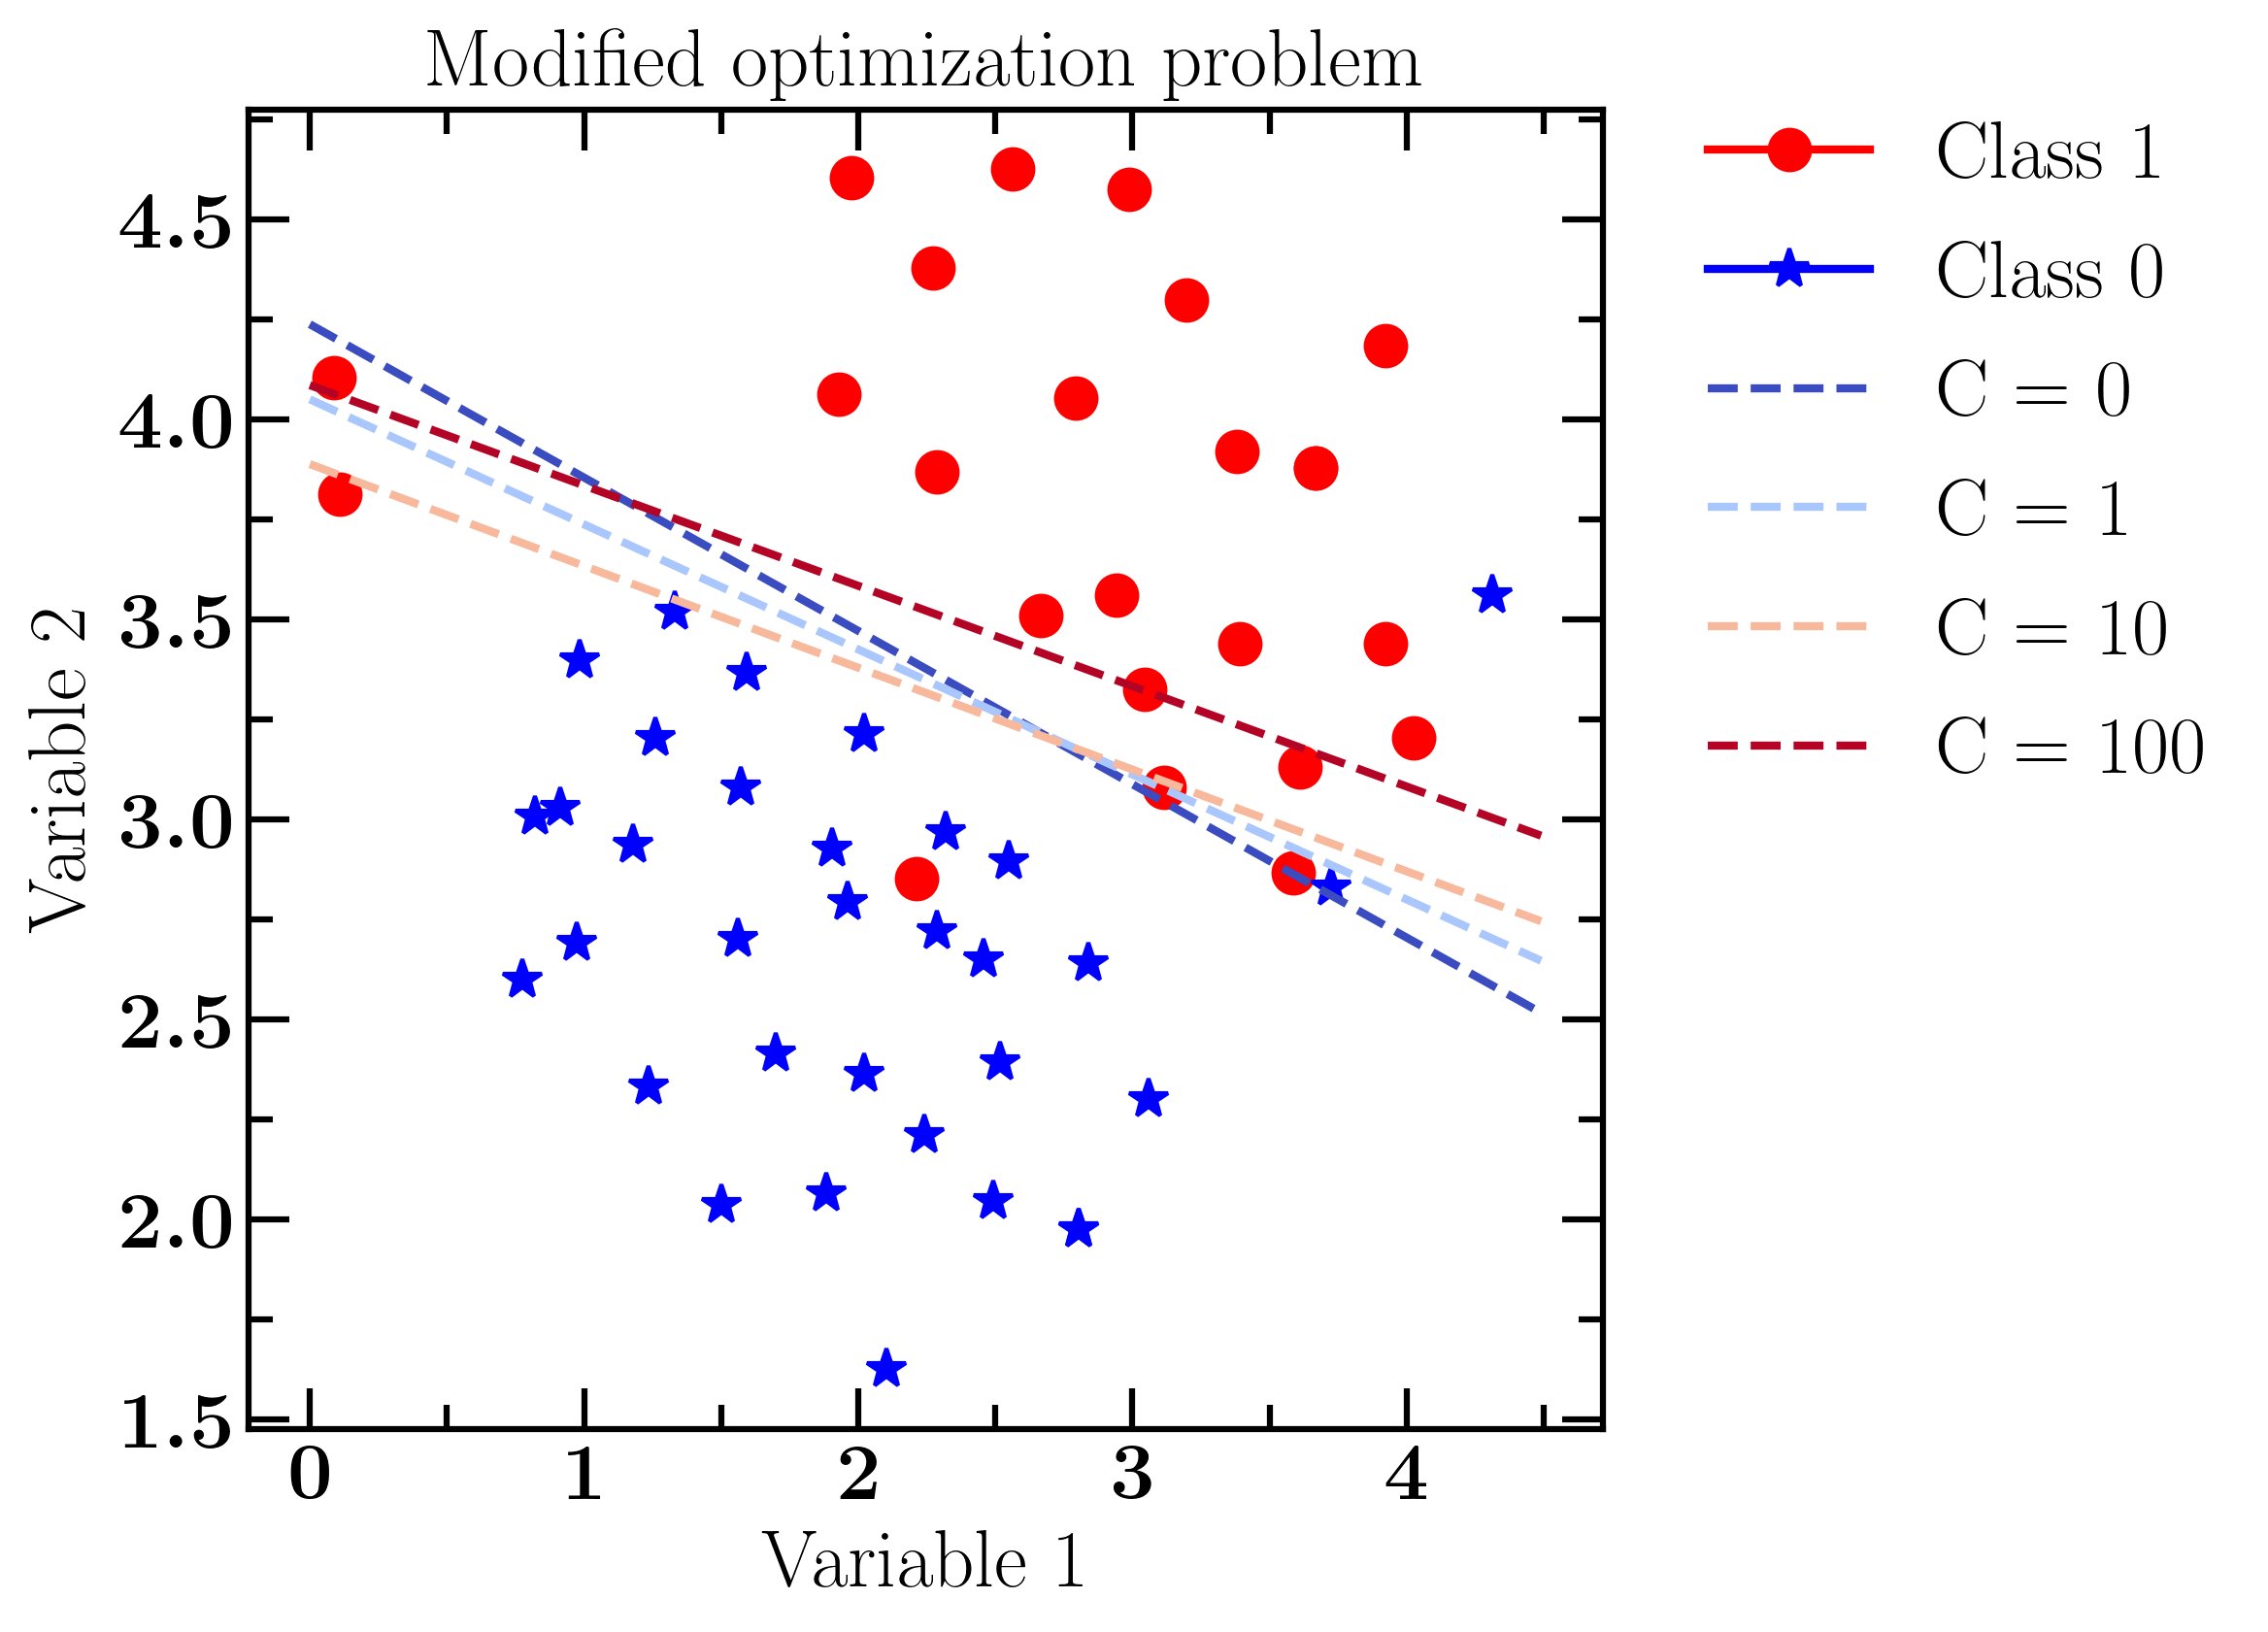 Modified optimization problem
4.5
4.0
3.5
3.0
2.5
2.0
1.5
Variable 2
0 1 2 3 4
Variable 1
Class 1
Class 0
C = 0
C = 1
C = 10
C = 100